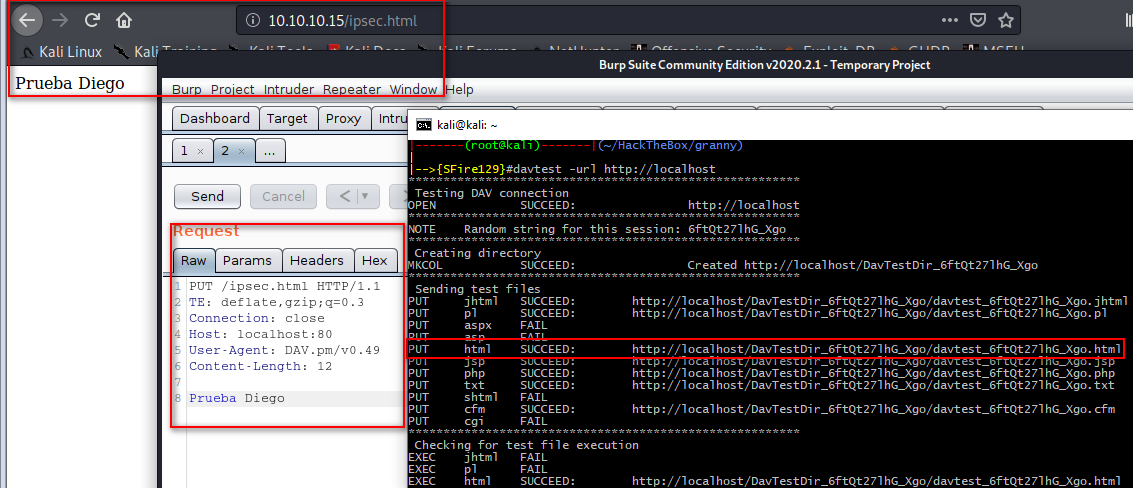 10.10.10.15/ipsec.html
Kali Linux
Kali Training
Kali Tools
Kali Docs
Kali Forums
NetHunter
Offensive Security
Exploit-DB
GHDB
MSFU
Prueba Diego
Burp Suite Community Edition v2020.2.1 - Temporary Project
Burp Project Intruder Repeater Window Help
Dashboard Target Proxy Intru
1 × 2 × ...
Send Cancel < >
Request
Raw Params Headers Hex
1 PUT /ipsec.html HTTP/1.1
2 TE: deflate,gzip;q=0.3
3 Connection: close
4 Host: localhost:80
5 User-Agent: DAV.pm/v0.49
6 Content-Length: 12
7
8 Prueba Diego
kali@kali: ~
|-------(root@kali)-------|(~/HackTheBox/granny)
|
|-->{SFire129}#davtest -url http://localhost
********************************************************
Testing DAV connection
OPEN SUCCEED: http://localhost
********************************************************
NOTE Random string for this session: 6ftQt27lhG_Xgo
********************************************************
Creating directory
MKCOL SUCCEED: Created http://localhost/DavTestDir_6ftQt27lhG_Xgo
********************************************************
Sending test files
PUT jhtml SUCCEED: http://localhost/DavTestDir_6ftQt27lhG_Xgo/davtest_6ftQt27lhG_Xgo.jhtml
PUT pl SUCCEED: http://localhost/DavTestDir_6ftQt27lhG_Xgo/davtest_6ftQt27lhG_Xgo.pl
PUT aspx FAIL
PUT asp FAIL
PUT html SUCCEED: http://localhost/DavTestDir_6ftQt27lhG_Xgo/davtest_6ftQt27lhG_Xgo.html
PUT jsp SUCCEED: http://localhost/DavTestDir_6ftQt27lhG_Xgo/davtest_6ftQt27lhG_Xgo.jsp
PUT php SUCCEED: http://localhost/DavTestDir_6ftQt27lhG_Xgo/davtest_6ftQt27lhG_Xgo.php
PUT txt SUCCEED: http://localhost/DavTestDir_6ftQt27lhG_Xgo/davtest_6ftQt27lhG_Xgo.txt
PUT shtml FAIL
PUT cfm SUCCEED: http://localhost/DavTestDir_6ftQt27lhG_Xgo/davtest_6ftQt27lhG_Xgo.cfm
PUT cgi FAIL
********************************************************
Checking for test file execution
EXEC jhtml FAIL
EXEC pl FAIL
EXEC html SUCCEED: http://localhost/DavTestDir_6ftQt27lhG_Xgo/davtest_6ftQt27lhG_Xgo.html